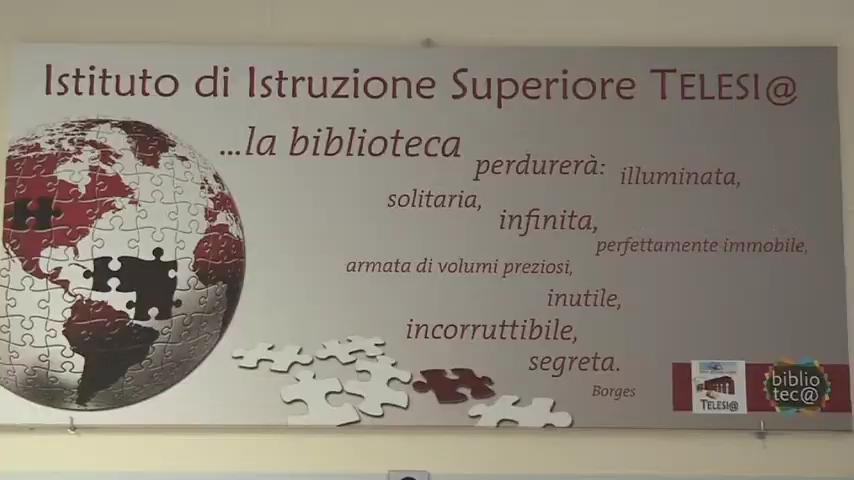 Istituto di Istruzione Superiore TELESI@
...la biblioteca
perdurerà: illuminata,
solitaria, infinita,
perfettamente immobile,
armata di volumi preziosi,
inutile,
incorruttibile,
segreta.
Borges
TELESI@
biblio
tec@